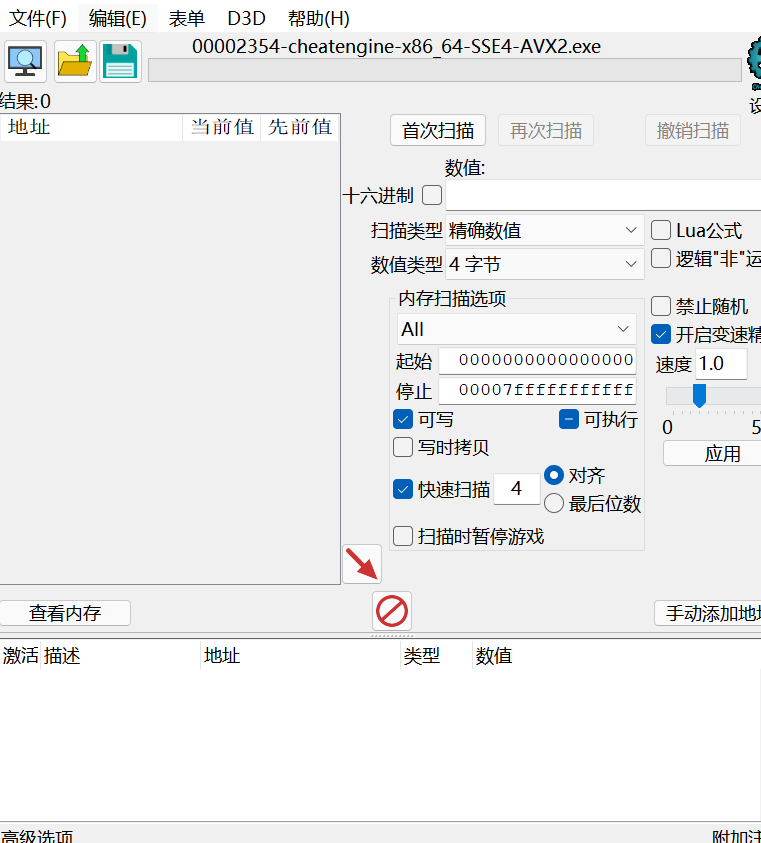 文件(F) 编辑(E) 表单 D3D 帮助(H)
00002354-cheatengine-x86_64-SSE4-AVX2.exe
结果:0
设
地址 当前值 先前值
首次扫描 再次扫描 撤销扫描
数值:
十六进制
扫描类型 精确数值
Lua公式
数值类型 4 字节
逻辑"非"运
内存扫描选项
All
禁止随机
开启变速精
起始 0000000000000000
速度 1.0
停止 00007fffffffffff
可写 可执行
0 5
写时拷贝
应用
快速扫描 4 对齐
最后位数
扫描时暂停游戏
查看内存
手动添加地址
激活 描述 地址 类型 数值
高级选项 附加注